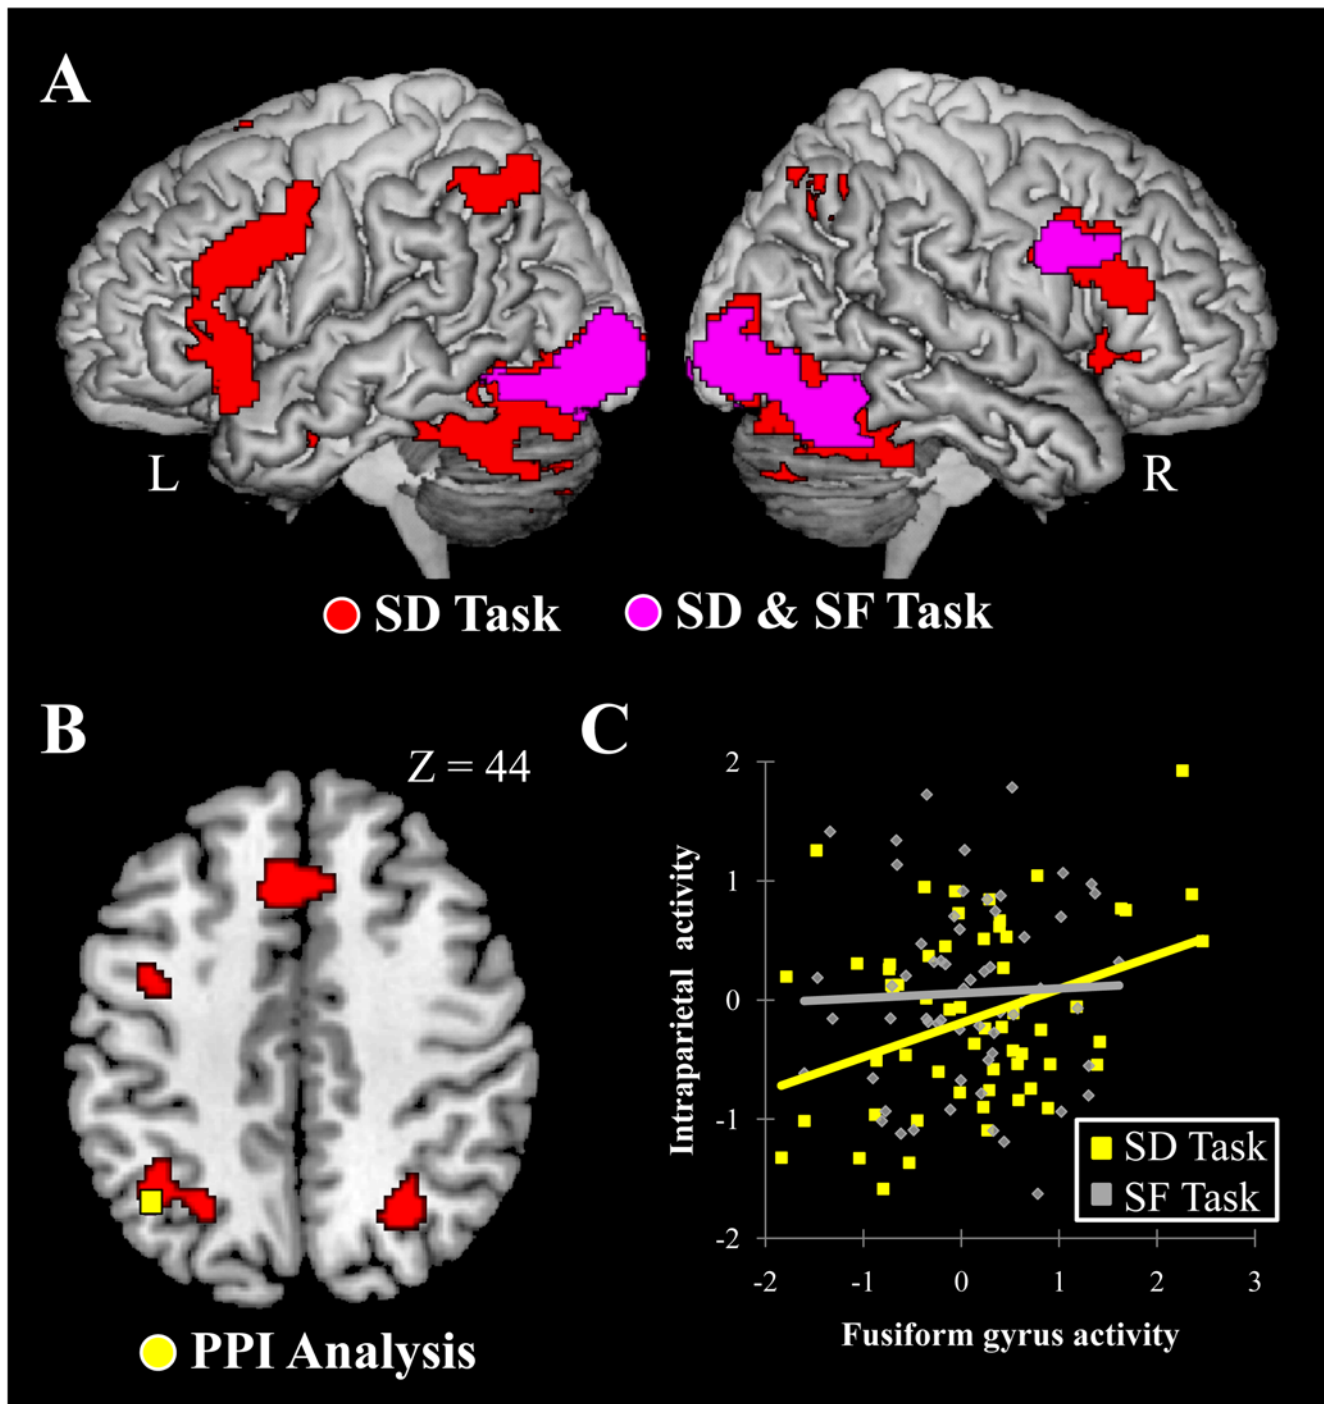 A
L
R
SD Task
SD & SF Task
B
Z = 44
PPI Analysis
C
2
1
0
-1
-2
Intraparietal activity
SD Task
SF Task
-2 -1 0 1 2 3
Fusiform gyrus activity